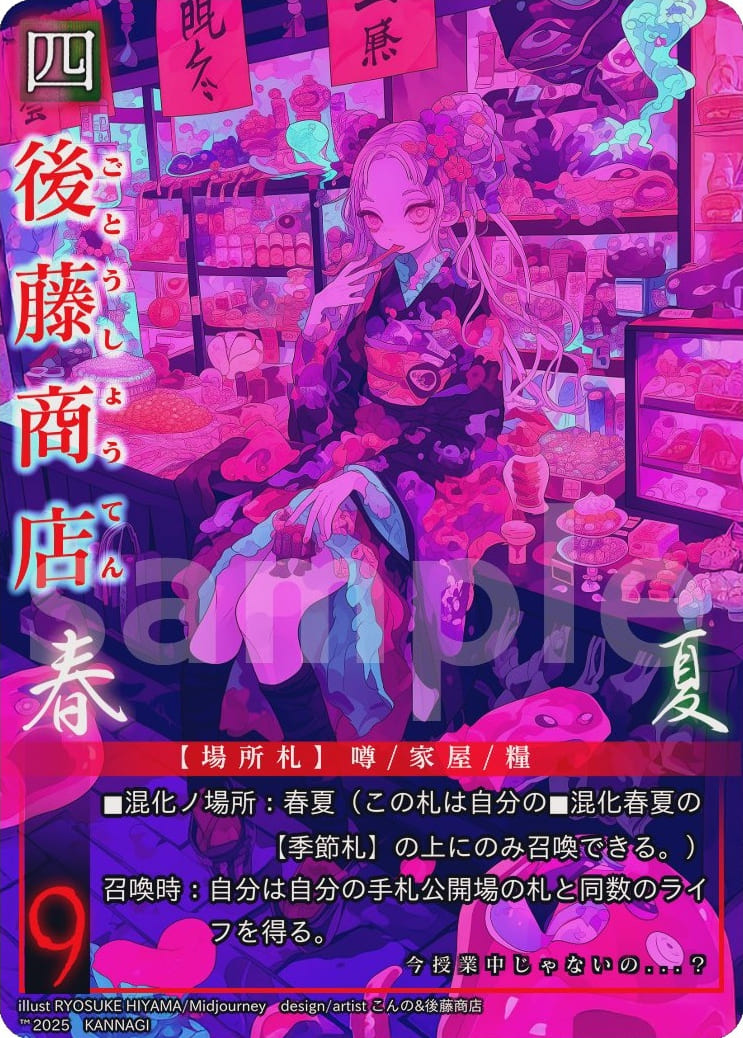 四
後藤商店
ごとうしょうてん
sample
春
夏
【場所札】噂/家屋/糧
■混化ノ場所：春夏（この札は自分の■混化春夏の
【季節札】の上にのみ召喚できる。）
召喚時：自分は自分の手札公開場の札と同数のライ
フを得る。
9
今授業中じゃないの...？
illust RYOSUKE HIYAMA/Midjourney　design/artist こんの&後藤商店
™2025　KANNAGI